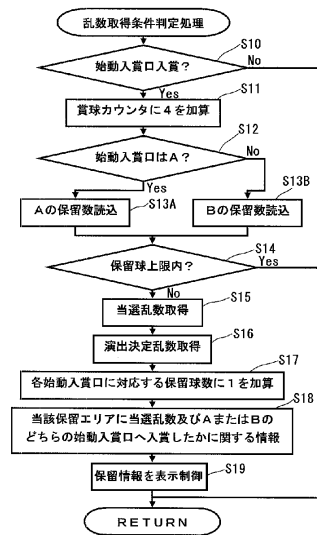 乱数取得条件判定処理
S10
始動入賞口入賞？
No
Yes
S11
賞球カウンタに４を加算
S12
始動入賞口はＡ？
No
Yes
S13A
S13B
Ａの保留数読込
Ｂの保留数読込
S14
保留球上限内？
Yes
No
S15
当選乱数取得
S16
演出決定乱数取得
S17
各始動入賞口に対応する保留球数に１を加算
S18
当該保留エリアに当選乱数及びＡまたはＢの
どちらの始動入賞口へ入賞したかに関する情報
S19
保留情報を表示制御
ＲＥＴＵＲＮ